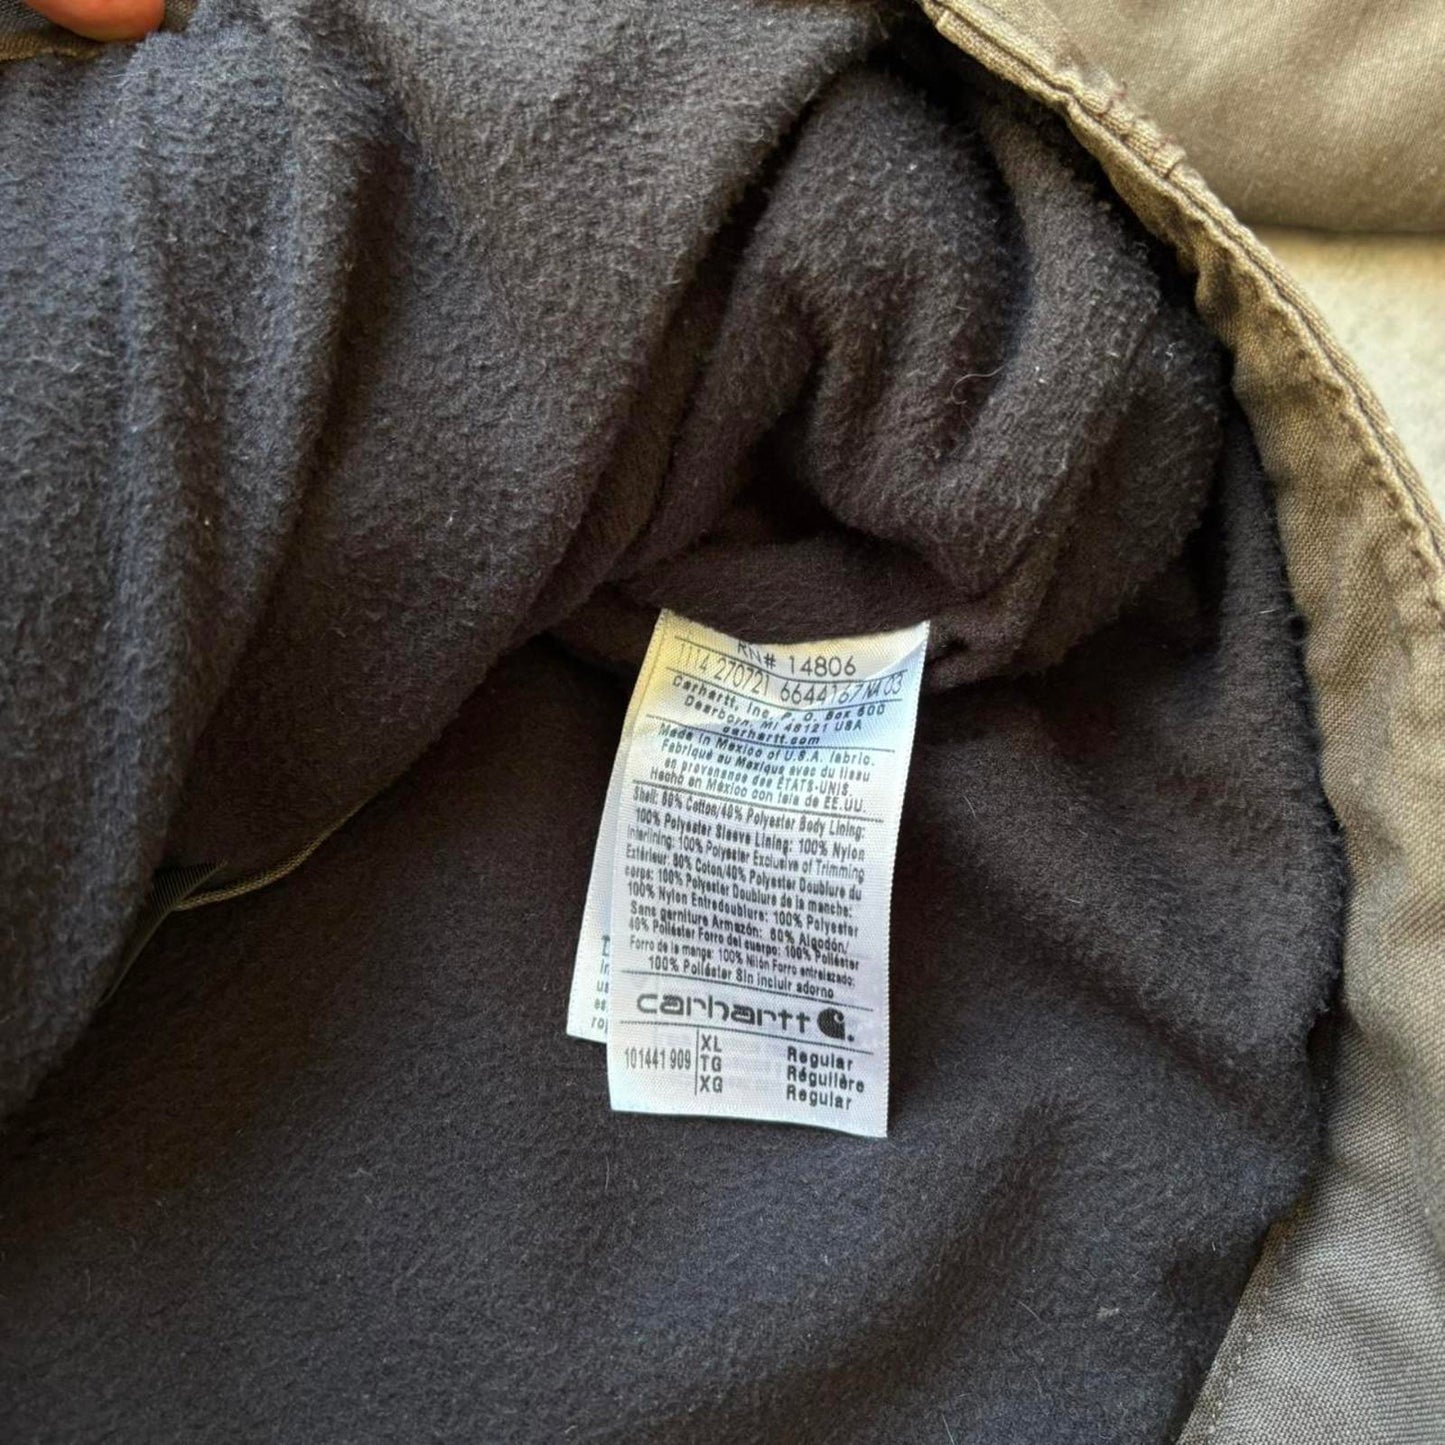 RN# 14806
1114 270721 6644167 NA 03
Carhartt, Inc. P. O. Box 600
Dearborn, MI 48121 USA
carhartt.com
Made in Mexico of U.S.A. fabric.
Fabriqué au Mexique avec du tissu
en provenance des ÉTATS-UNIS.
Hecho en Mexico con tela de EE.UU.
Shell: 60% Cotton/40% Polyester Body Lining:
100% Polyester Sleeve Lining: 100% Nylon
Interlining: 100% Polyester Exclusive of Trimming
Extérieur: 60% Coton/40% Polyester Doublure du
corps: 100% Polyester Doublure de la manche:
100% Nylon Entredoublure: 100% Polyester
Sans garniture Armazón: 60% Algodón/
40% Poliéster Forro del cuerpo: 100% Poliéster
Forro de la manga: 100% Nilón Forro entrelazado:
100% Poliéster Sin incluir adorno
carhartt
101441 909
XL Regular
TG Régulière
XG Regular